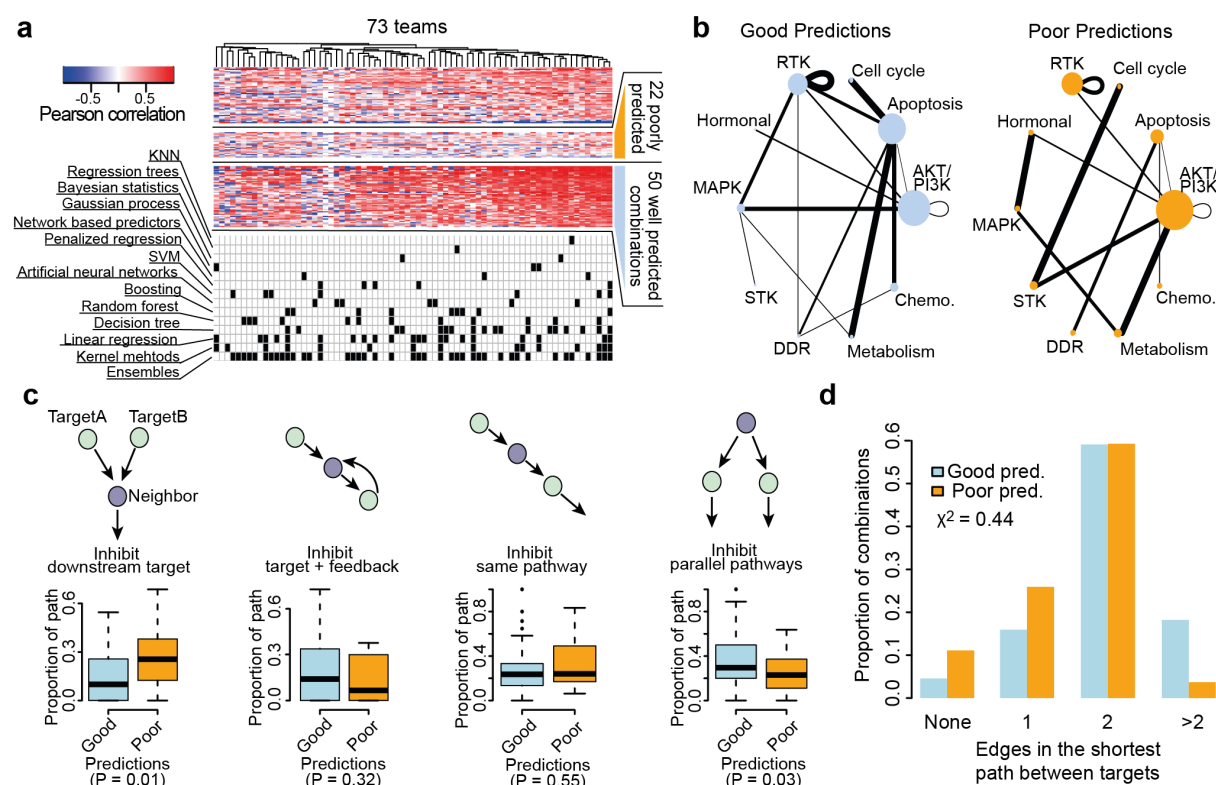 a
73 teams
-0.5
0.5
Pearson correlation
22 poorly
predicted
50 well predicted
combinations
KNN
Regression trees
Bayesian statistics
Gaussian process
Network based predictors
Penalized regression
SVM
Artificial neural networks
Boosting
Random forest
Decision tree
Linear regression
Kernel mehtods
Ensembles
b
Good Predictions
RTK
Cell cycle
Apoptosis
Hormonal
AKT/
PI3K
MAPK
STK
Chemo.
DDR
Metabolism
Poor Predictions
RTK
Cell cycle
Hormonal
Apoptosis
AKT/
PI3K
MAPK
STK
Chemo.
DDR
Metabolism
c
TargetA
TargetB
Neighbor
Inhibit
downstream target
Proportion of path
0.6
0.3
0.0
Good
Poor
Predictions
(P = 0.01)
Inhibit
target + feedback
Proportion of path
0.6
0.3
0.0
Good
Poor
Predictions
(P = 0.32)
Inhibit
same pathway
Proportion of path
0.8
0.4
0.0
Good
Poor
Predictions
(P = 0.55)
Inhibit
parallel pathways
Proportion of path
0.8
0.4
0.0
Good
Poor
Predictions
(P = 0.03)
d
Proportion of combinaitons
0.6
0.5
0.4
0.3
0.2
0.1
0.0
Good pred.
Poor pred.
χ2 = 0.44
None
1
2
>2
Edges in the shortest
path between targets